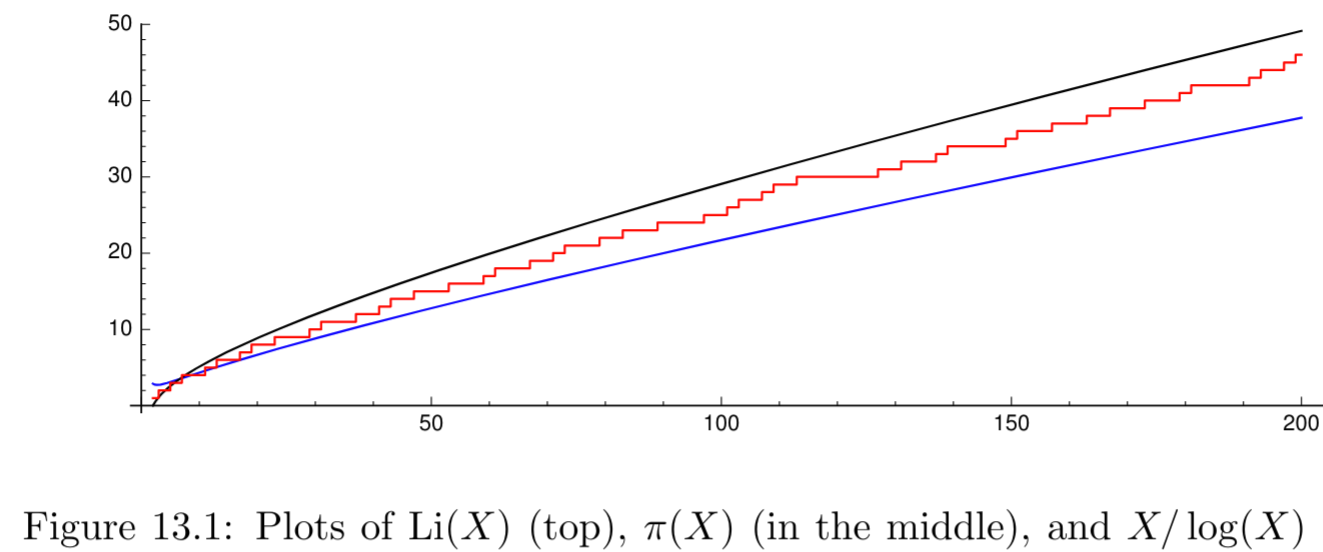 50
40
30
20
10
50 100 150 200
Figure 13.1: Plots of Li(X) (top), π(X) (in the middle), and X/ log(X)